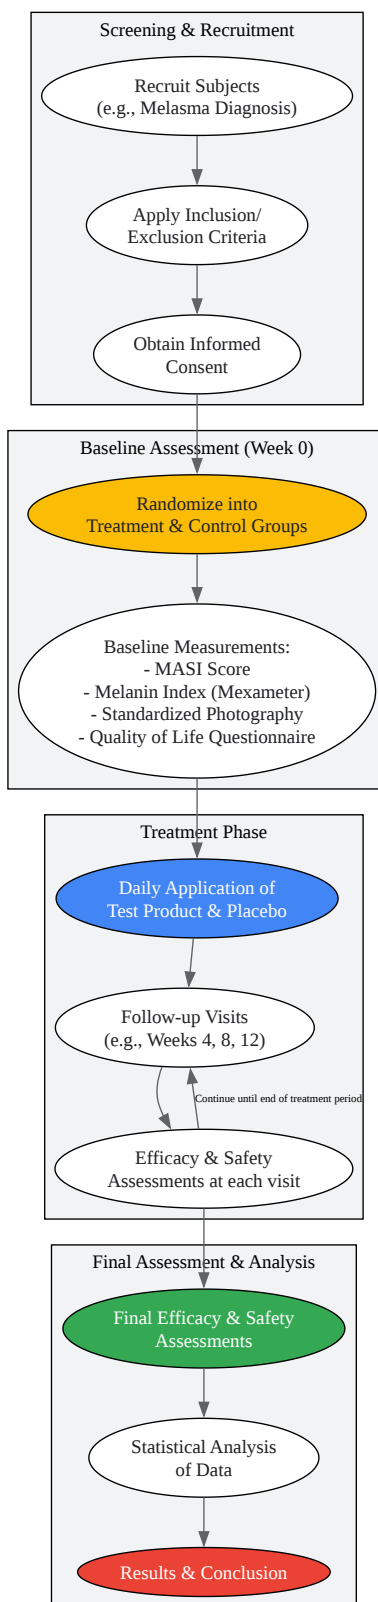 Screening & Recruitment
Recruit Subjects
(e.g., Melasma Diagnosis)
Apply Inclusion/
Exclusion Criteria
Obtain Informed
Consent
Baseline Assessment (Week 0)
Randomize into
Treatment & Control Groups
Baseline Measurements:
- MASI Score
- Melanin Index (Mexameter)
- Standardized Photography
- Quality of Life Questionnaire
Treatment Phase
Daily Application of
Test Product & Placebo
Follow-up Visits
(e.g., Weeks 4, 8, 12)
Continue until end of treatment period
Efficacy & Safety
Assessments at each visit
Final Assessment & Analysis
Final Efficacy & Safety
Assessments
Statistical Analysis
of Data
Results & Conclusion